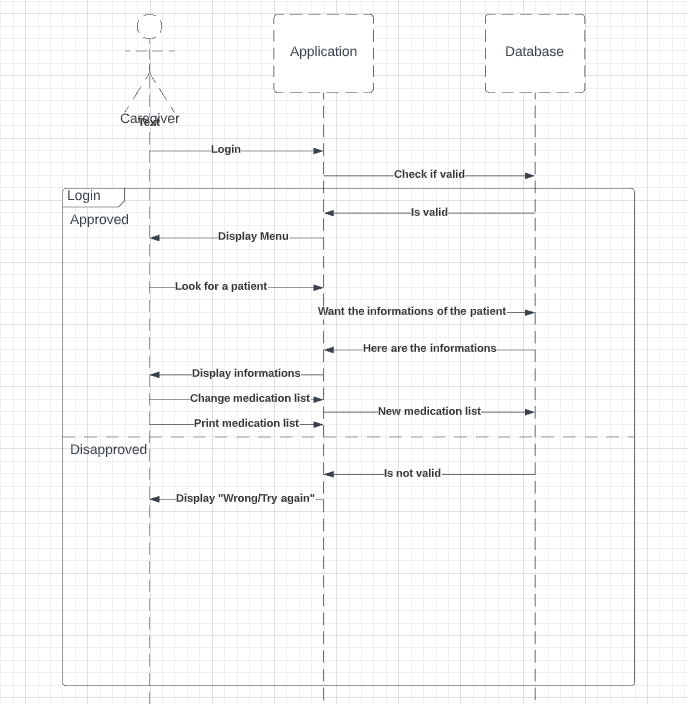 Application
Database
Caregiver
Text
Login
Check if valid
Login
Approved
Is valid
Display Menu
Look for a patient
Want the informations of the patient
Here are the informations
Display informations
Change medication list
New medication list
Print medication list
Disapproved
Is not valid
Display "Wrong/Try again"